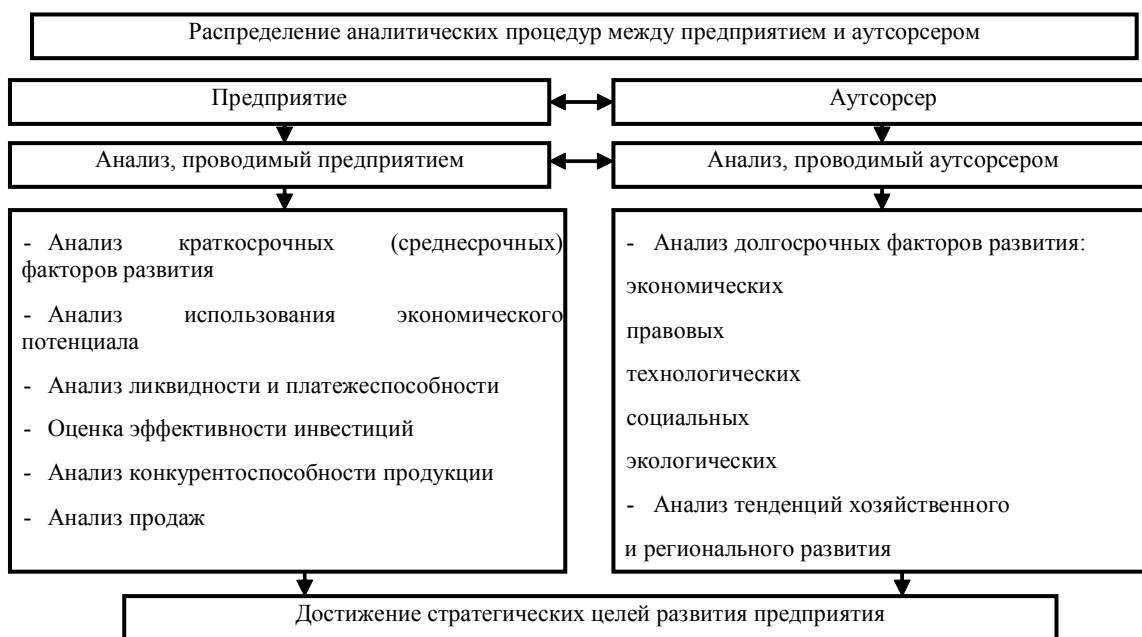 Распределение аналитических процедур между предприятием и аутсорсером
Предприятие
Аутсорсер
Анализ, проводимый предприятием
Анализ, проводимый аутсорсером
- Анализ краткосрочных (среднесрочных)
факторов развития
- Анализ использования экономического
потенциала
- Анализ ликвидности и платежеспособности
- Оценка эффективности инвестиций
- Анализ конкурентоспособности продукции
- Анализ продаж
- Анализ долгосрочных факторов развития:
экономических
правовых
технологических
социальных
экологических
- Анализ тенденций хозяйственного
и регионального развития
Достижение стратегических целей развития предприятия